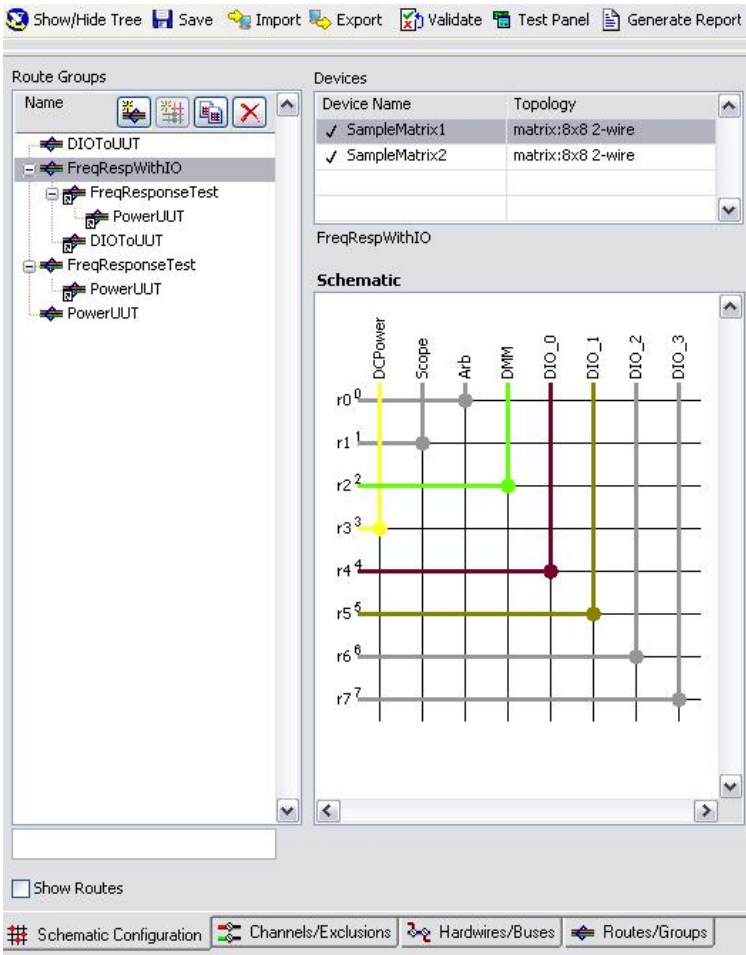 Show/Hide Tree Save Import Export Validate Test Panel Generate Report
Route Groups
Name
DIOToUUT
FreqRespWithIO
FreqResponseTest
PowerUUT
DIOToUUT
FreqResponseTest
PowerUUT
PowerUUT
Show Routes
Devices
Device Name Topology
SampleMatrix1 matrix:8x8 2-wire
SampleMatrix2 matrix:8x8 2-wire
FreqRespWithIO
Schematic
DCPower Scope Arb DMM DIO_0 DIO_1 DIO_2 DIO_3
r0 0
r1 1
r2 2
r3 3
r4 4
r5 5
r6 6
r7 7
Schematic Configuration Channels/Exclusions Hardwires/Buses Routes/Groups